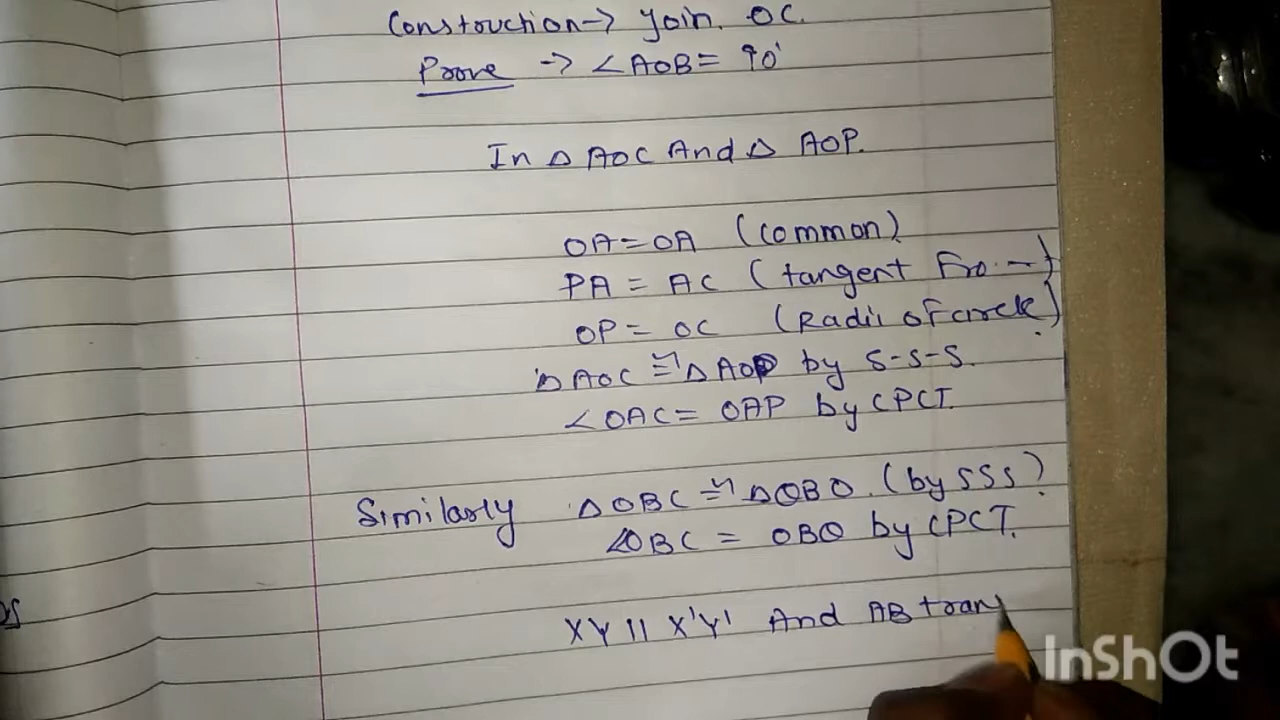 Construction → Join. OC.
Prove → ∠AOB = 90°
In △ AOC And △ AOP.
OA = OA (Common)
PA = AC (tangent Fro. —)
OP = OC (Radii of circle)
△ AOC ≅ △ AOP by S-S-S.
∠OAC = OAP by CPCT.
Similarly △ OBC ≅ △ QBO. (by SSS)
∠OBC = OBQ by CPCT.
XY || X'Y' And AB tran
InShOt